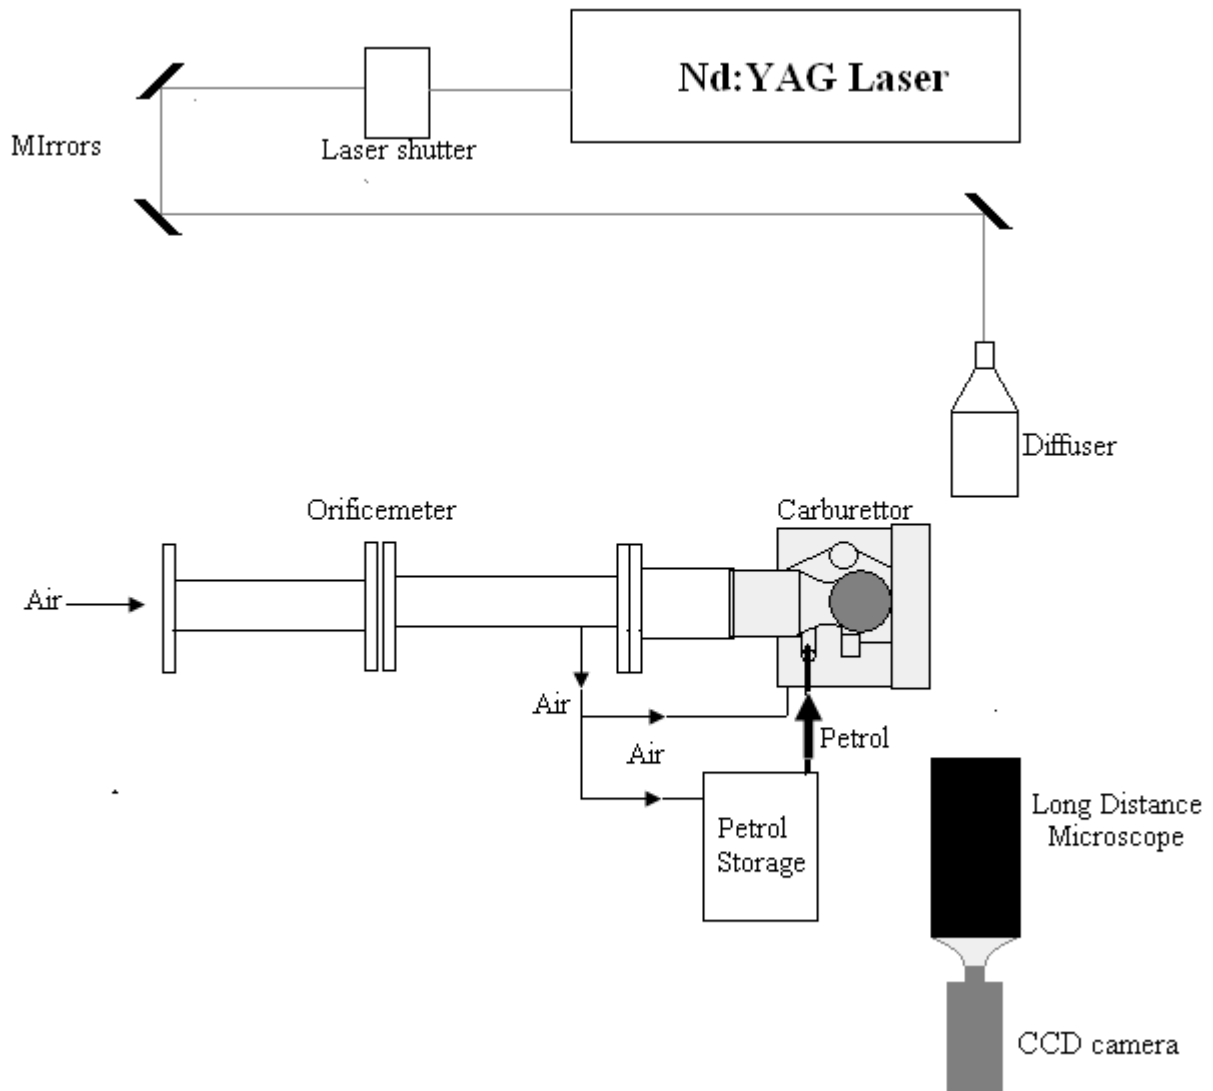 Nd:YAG Laser
MIrrors
Laser shutter
Diffuser
Orificemeter
Carburettor
Air
Air
Air
Petrol
Petrol
Storage
Long Distance
Microscope
CCD camera